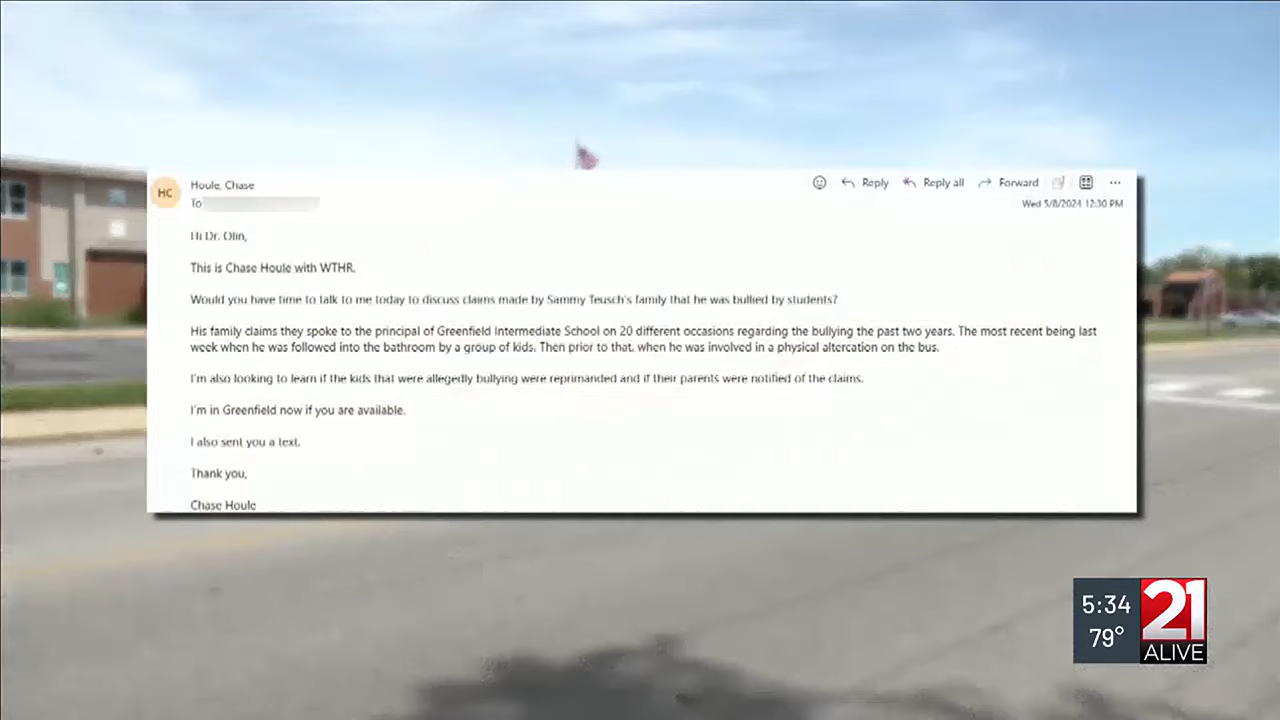 HC
Houle, Chase
Reply
Reply all
Forward
To
Wed 5/8/2024 12:30 PM
Hi Dr. Olin,
This is Chase Houle with WTHR.
Would you have time to talk to me today to discuss claims made by Sammy Teusch's family that he was bullied by students?
His family claims they spoke to the principal of Greenfield Intermediate School on 20 different occasions regarding the bullying the past two years. The most recent being last
week when he was followed into the bathroom by a group of kids. Then prior to that, when he was involved in a physical altercation on the bus.
I'm also looking to learn if the kids that were allegedly bullying were reprimanded and if their parents were notified of the claims.
I'm in Greenfield now if you are available.
I also sent you a text.
Thank you,
Chase Houle
5:34
79°
21
ALIVE